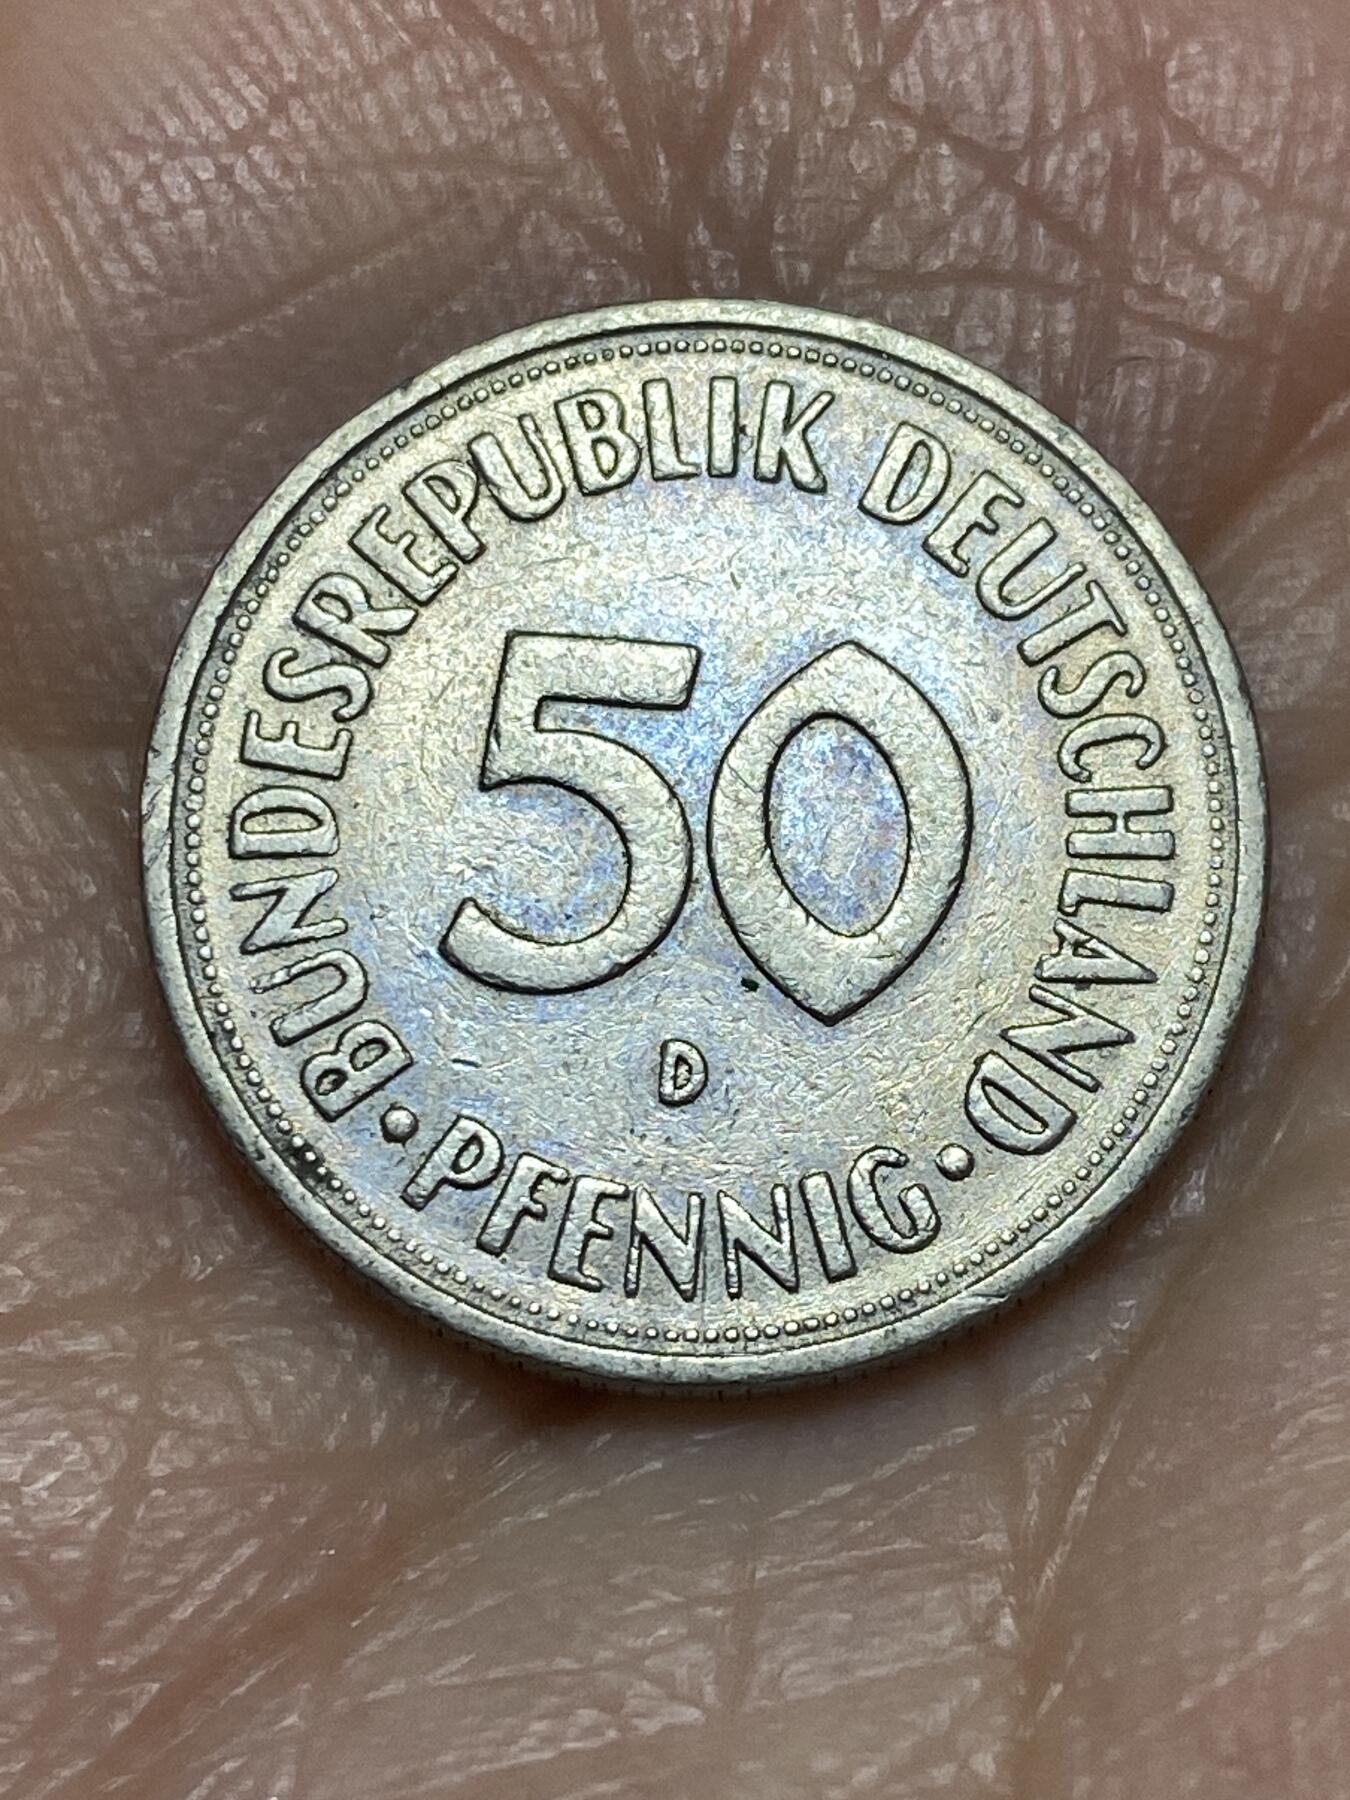 BUNDESREPUBLIK DEUTSCHLAND
50
D
• PFENNIG •